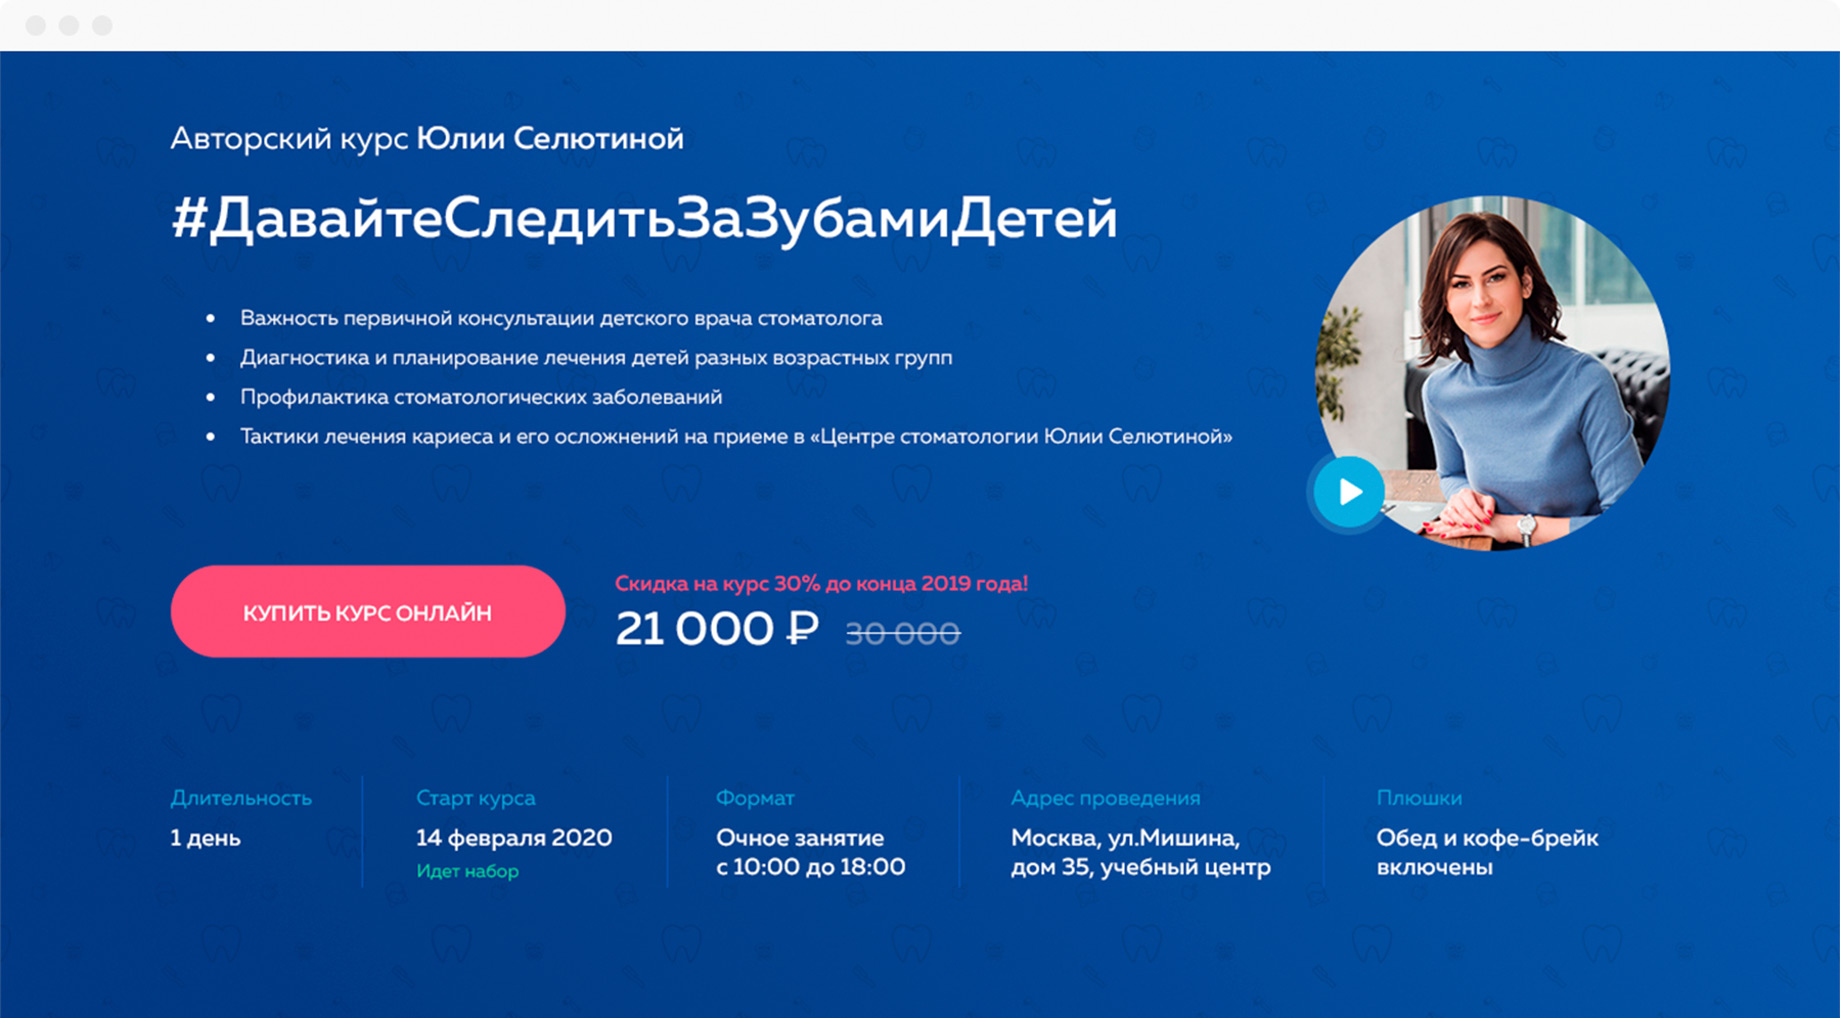 Авторский курс Юлии Селютиной
#ДавайтеСледитьЗаЗубамиДетей
Важность первичной консультации детского врача стоматолога
Диагностика и планирование лечения детей разных возрастных групп
Профилактика стоматологических заболеваний
Тактики лечения кариеса и его осложнений на приеме в «Центре стоматологии Юлии Селютиной»
КУПИТЬ КУРС ОНЛАЙН
Скидка на курс 30% до конца 2019 года!
21 000 ₽ 30 000
Длительность
1 день
Старт курса
14 февраля 2020
Идет набор
Формат
Очное занятие
с 10:00 до 18:00
Адрес проведения
Москва, ул.Мишина,
дом 35, учебный центр
Плюшки
Обед и кофе-брейк
включены